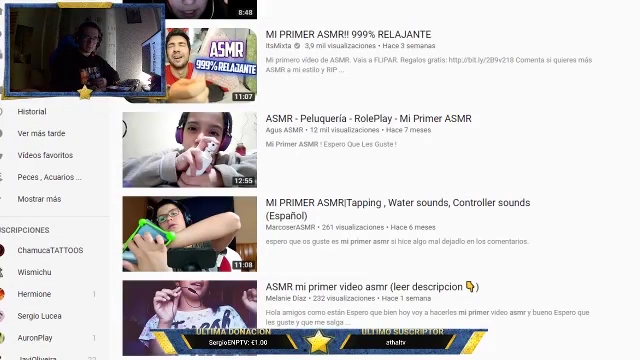 8:48
MI PRIMER ASMR!! 999% RELAJANTE
ItsMixta • 3,9 mil visualizaciones • Hace 3 semanas
Mi primero vídeo de ASMR. Vais a FLIPAR. Regalos gratis: http://bit.ly/2B9v218 Comenta si quieres más
ASMR a mi estilo y RIP ...
ASMR
999% RELAJANTE
11:07
Historial
Ver más tarde
Vídeos favoritos
Peces , Acuarios ...
Mostrar más
ASMR - Peluquería - RolePlay - Mi Primer ASMR
Agus ASMR • 12 mil visualizaciones • Hace 7 meses
Mi Primer ASMR ! Espero Que Les Guste !
12:55
MI PRIMER ASMR|Tapping , Water sounds, Controller sounds
(Español)
MarcoserASMR • 261 visualizaciones • Hace 6 meses
espero que os guste es mi primer asmr si hice algo mal dejadlo en los comentarios.
11:08
SCRIPCIONES
ChamucaTATTOOS
Wismichu
Hermione 1
Sergio Lucea
AuronPlay 1
JaviOliveira 22
ASMR mi primer video asmr (leer descripcion 👇)
Melanie Díaz • 232 visualizaciones • Hace 1 semana
Hola amigos como están Espero que bien hoy voy a hacerles mi primer video asmr y bueno Espero que
les guste y que me salga ...
ÚLTIMA DONACIÓN
SergioENPTV: €1.00
ÚLTIMO SUSCRIPTOR
athaltv